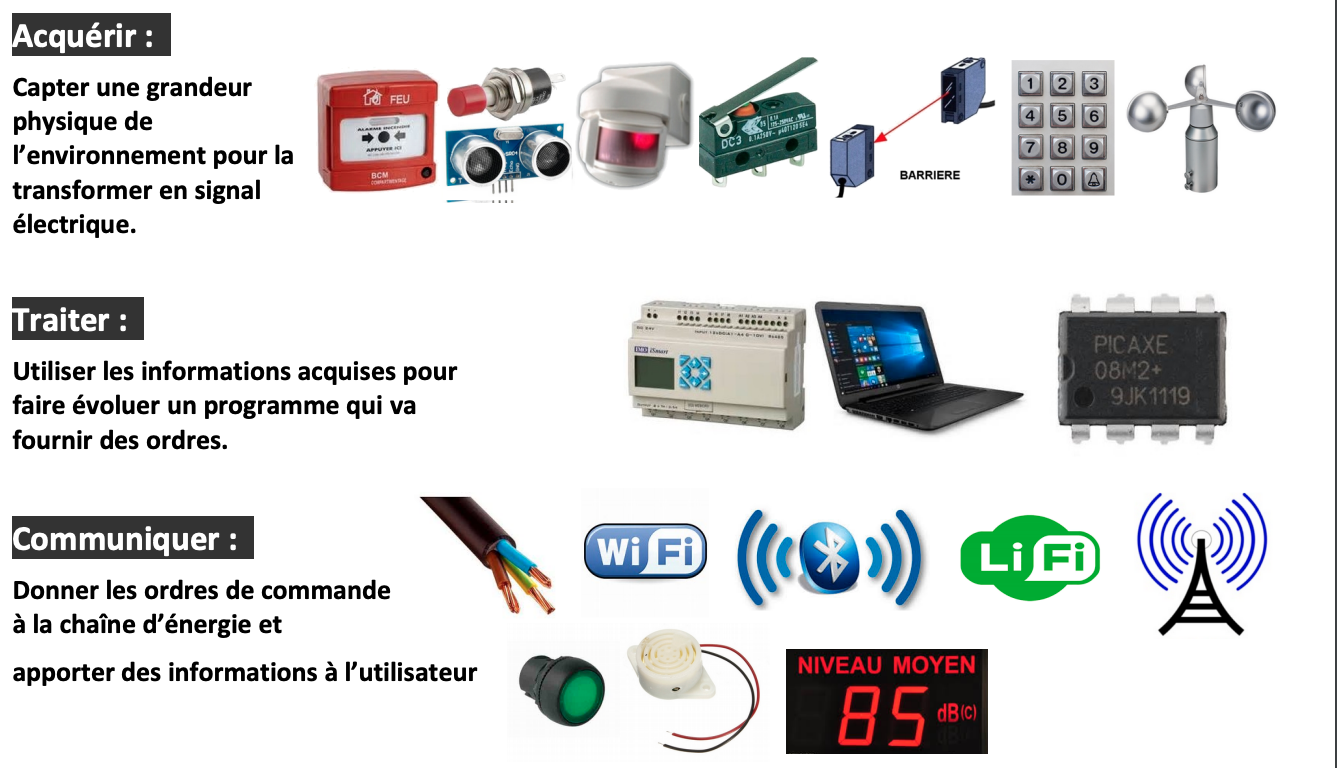 Acquérir :
Capter une grandeur
physique de
l'environnement pour la
transformer en signal
électrique.
FEU
ALARME INCENDIE
APPUYER ICI
BCM
DC3
BARRIERE
1 2 3
4 5 6
7 8 9
* 0
Traiter :
Utiliser les informations acquises pour
faire évoluer un programme qui va
fournir des ordres.
iSmart
PICAXE
08M2+
9JK1119
Communiquer :
Donner les ordres de commande
à la chaîne d'énergie et
apporter des informations à l'utilisateur
Wi Fi
Li Fi
NIVEAU MOYEN
85 dB(C)